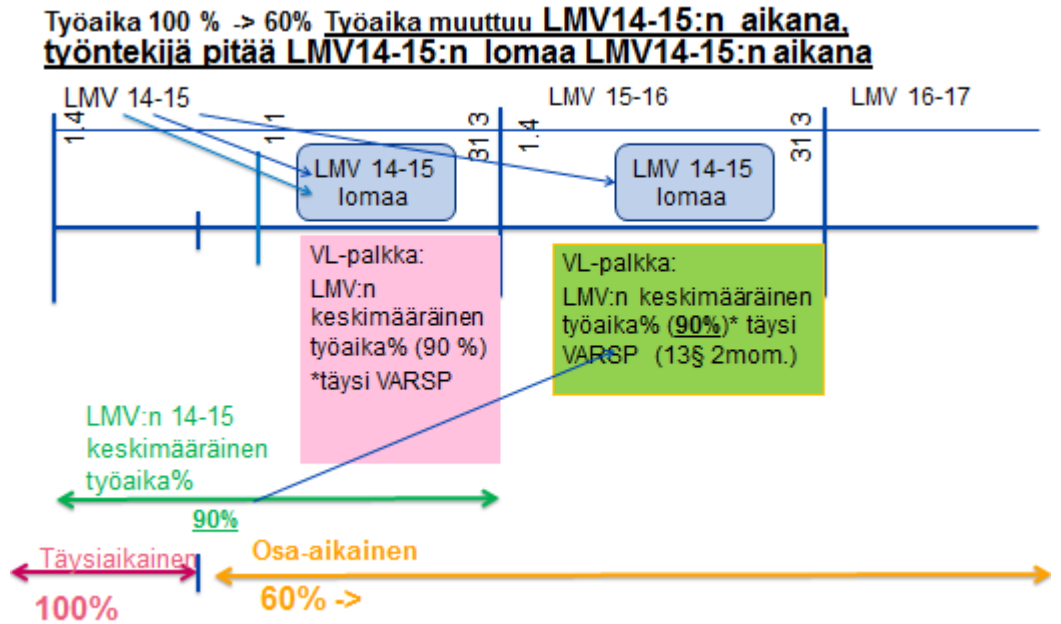 Työaika 100 % -> 60% Työaika muuttuu LMV14-15:n aikana,
työntekijä pitää LMV14-15:n lomaa LMV14-15:n aikana
LMV 14-15
LMV 15-16
LMV 16-17
1.4
1.1
31.3
1.4
31.3
LMV 14-15
lomaa
LMV 14-15
lomaa
VL-palkka:
LMV:n
keskimääräinen
työaika% (90 %)
*täysi VARSP
VL-palkka:
LMV:n keskimääräinen
työaika% (90%)* täysi
VARSP (13§ 2mom.)
LMV:n 14-15
keskimääräinen
työaika%
90%
Täysiaikainen
100%
Osa-aikainen
60% ->